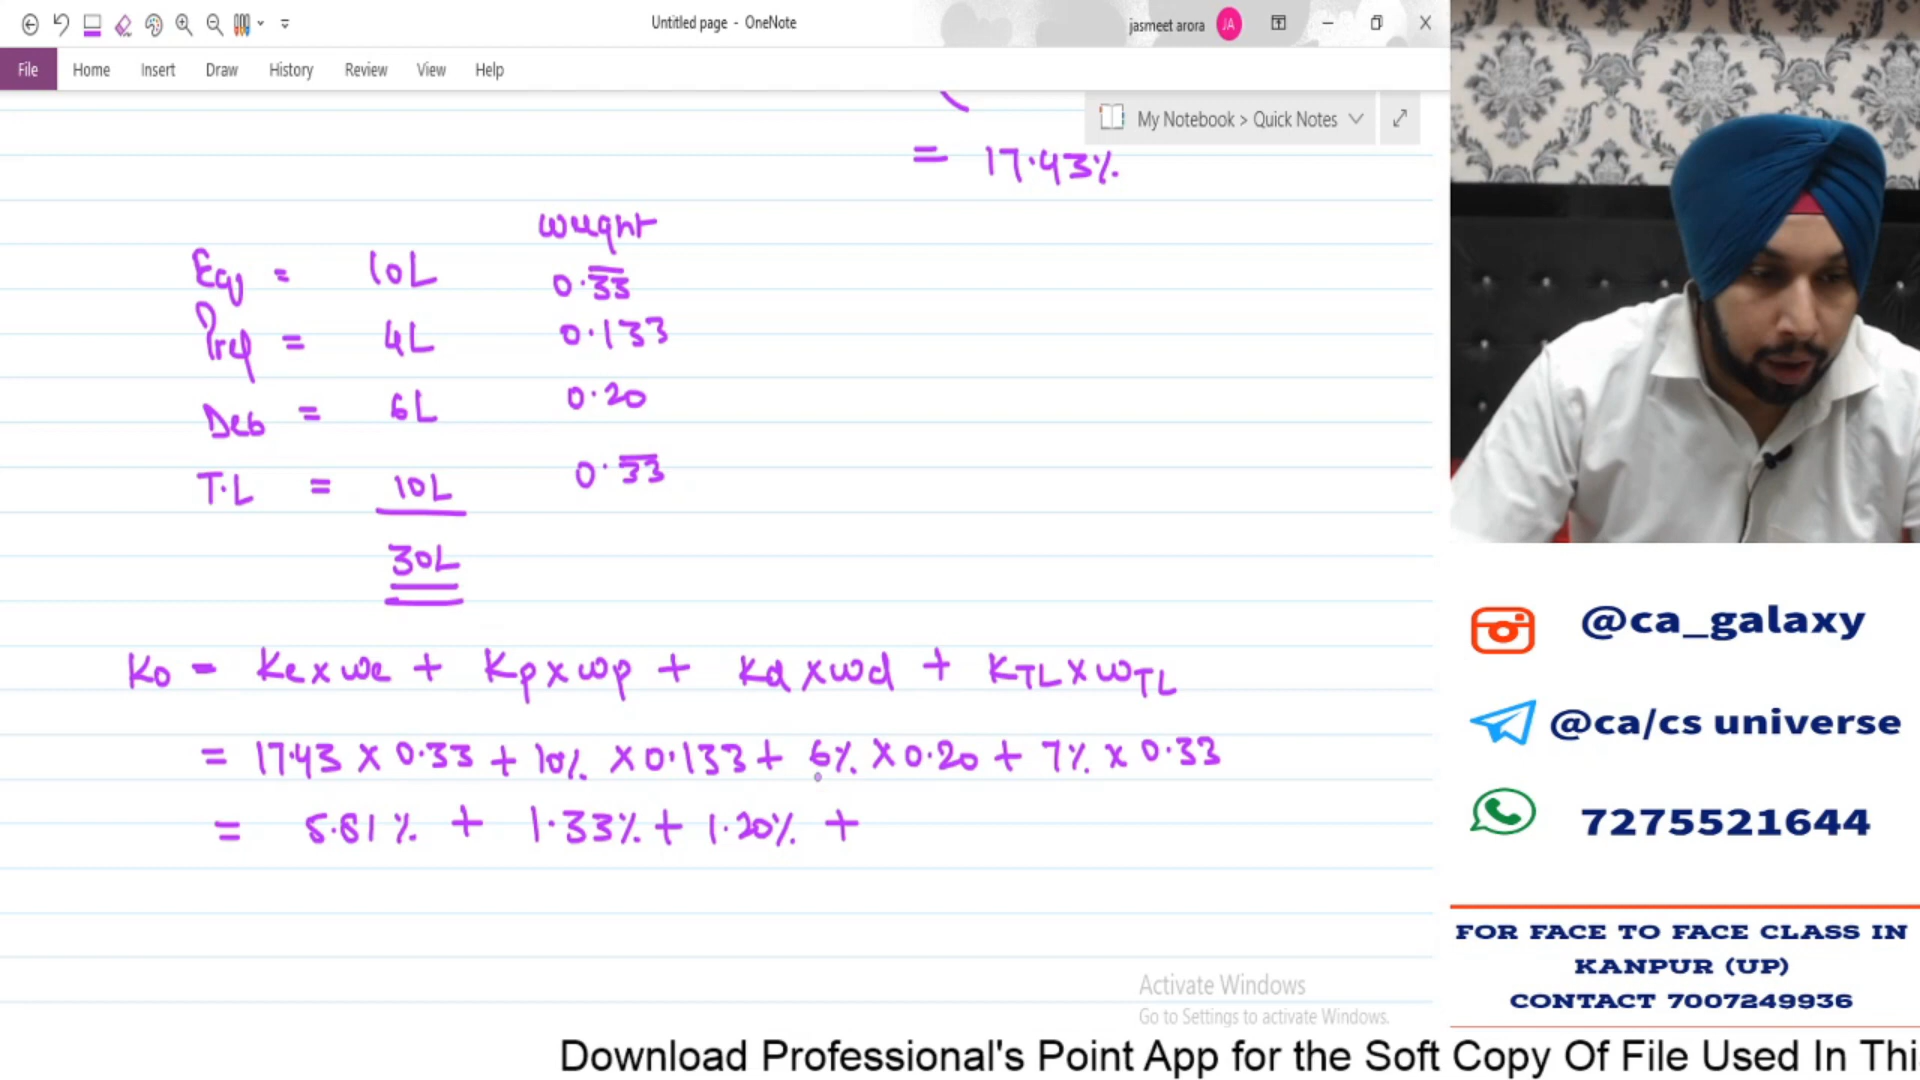 Untitled page - OneNote
jasmeet arora JA
File Home Insert Draw History Review View Help
My Notebook > Quick Notes
= 17.43%
weight
Eqy = 10L 0.33
Pref = 4L 0.133
Deb = 6L 0.20
T.L = 10L 0.33
30L
Ko = Ke x we + Kp x wp + Kd x wd + KTL x wTL
= 17.43 x 0.33 + 10% x 0.133 + 6% x 0.20 + 7% x 0.33
= 5.81% + 1.33% + 1.20% +
@ca_galaxy
@ca/cs universe
7275521644
FOR FACE TO FACE CLASS IN
KANPUR (UP)
CONTACT 7007249936
Activate Windows
Go to Settings to activate Windows.
Download Professional's Point App for the Soft Copy Of File Used In Thi